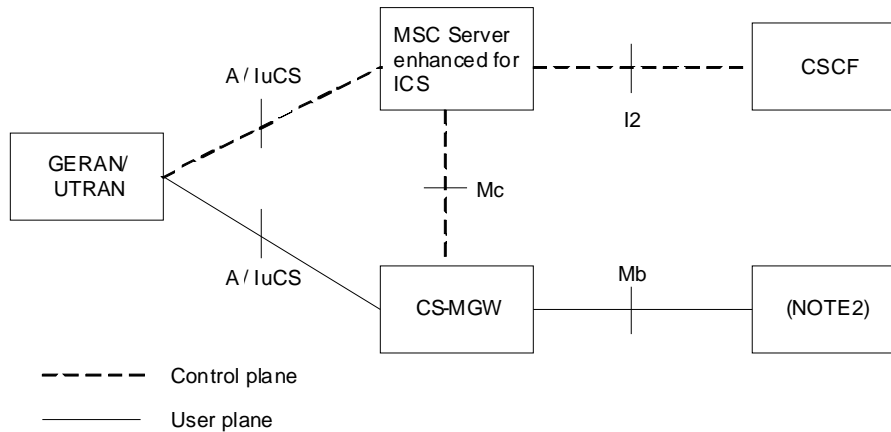 MSC Server
enhanced for
ICS
CSCF
A / IuCS
I2
GERAN/
UTRAN
Mc
A / IuCS
Mb
CS-MGW
(NOTE2)
Control plane
User plane